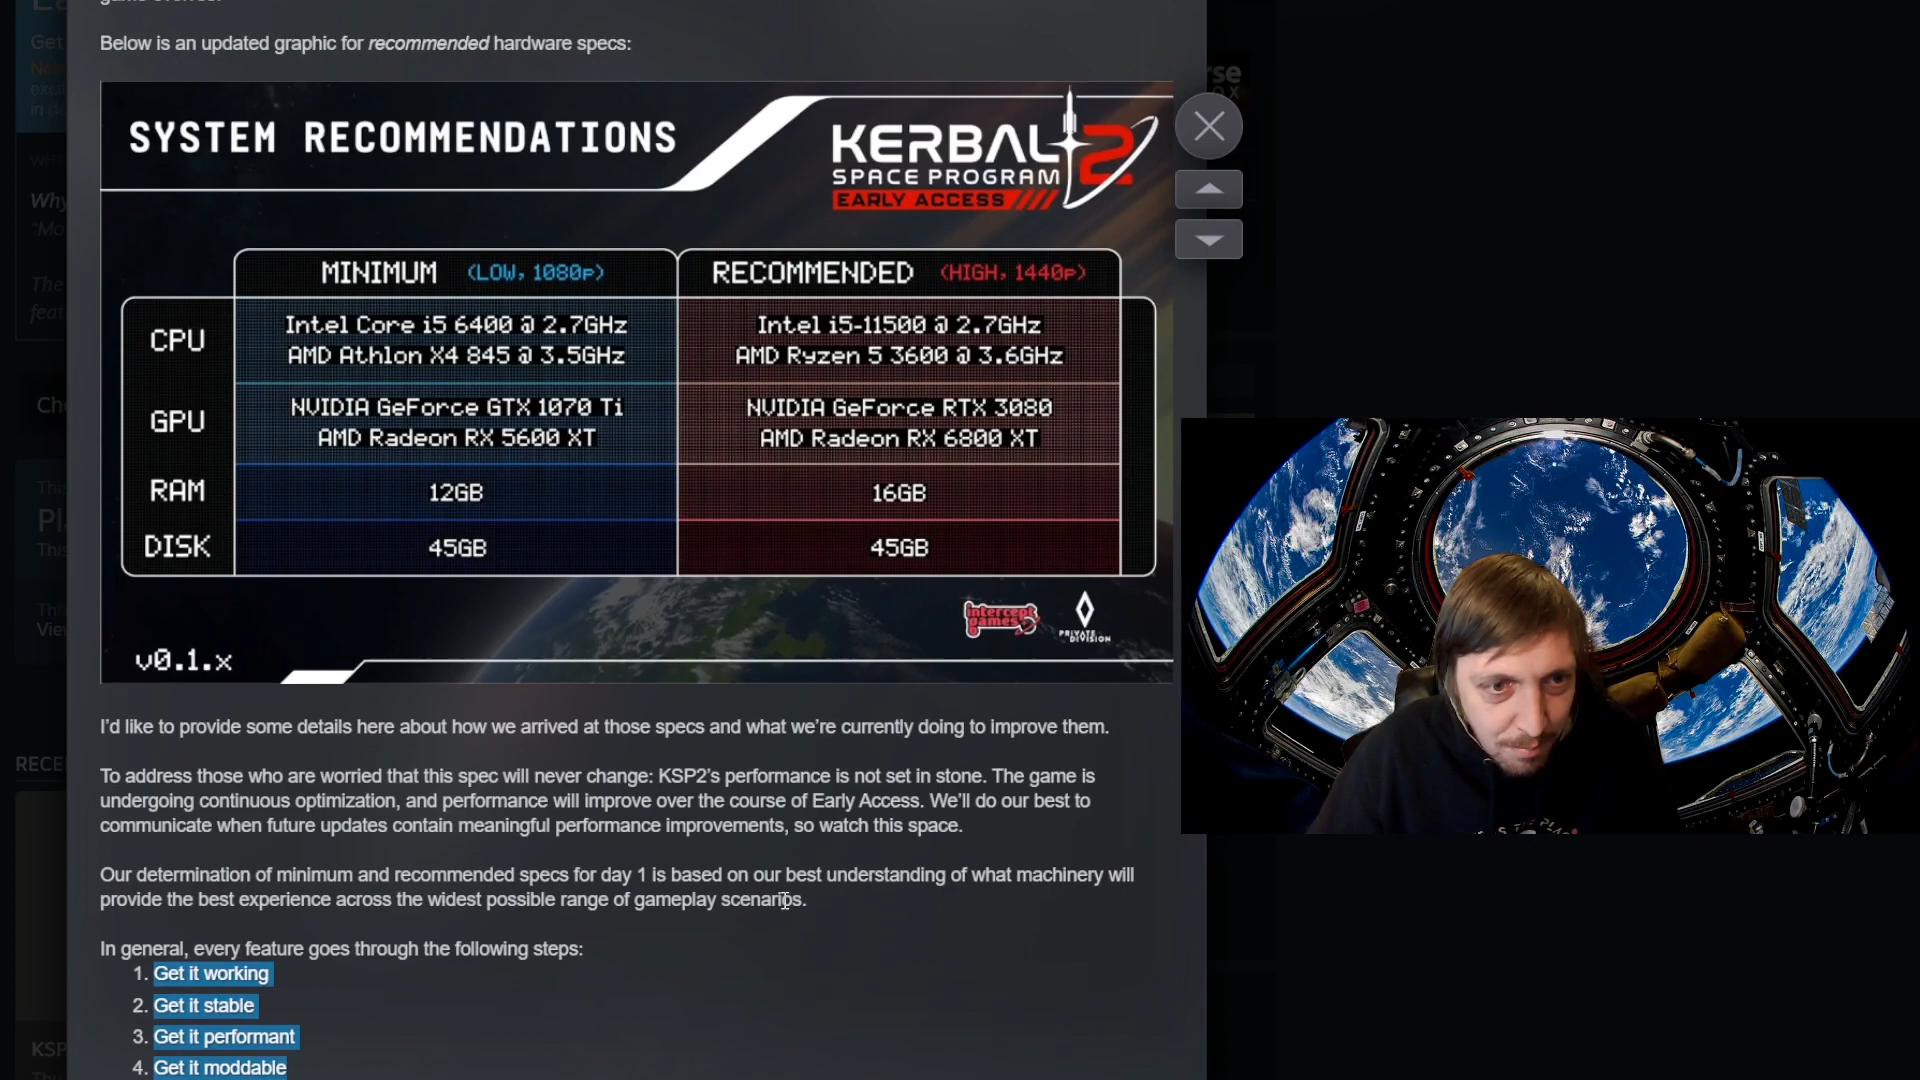 Below is an updated graphic for recommended hardware specs:
SYSTEM RECOMMENDATIONS
KERBAL 2
SPACE PROGRAM
EARLY ACCESS
MINIMUM (LOW, 1080p) RECOMMENDED (HIGH, 1440p)
CPU
Intel Core i5 6400 @ 2.7GHz
AMD Athlon X4 845 @ 3.5GHz
Intel i5-11500 @ 2.7GHz
AMD Ryzen 5 3600 @ 3.6GHz
GPU
NVIDIA GeForce GTX 1070 Ti
AMD Radeon RX 5600 XT
NVIDIA GeForce RTX 3080
AMD Radeon RX 6800 XT
RAM 12GB 16GB
DISK 45GB 45GB
intercept games
PRIVATE DIVISION
v0.1.x
I'd like to provide some details here about how we arrived at those specs and what we're currently doing to improve them.
To address those who are worried that this spec will never change: KSP2's performance is not set in stone. The game is
undergoing continuous optimization, and performance will improve over the course of Early Access. We'll do our best to
communicate when future updates contain meaningful performance improvements, so watch this space.
Our determination of minimum and recommended specs for day 1 is based on our best understanding of what machinery will
provide the best experience across the widest possible range of gameplay scenarios.
In general, every feature goes through the following steps:
1. Get it working
2. Get it stable
3. Get it performant
4. Get it moddable